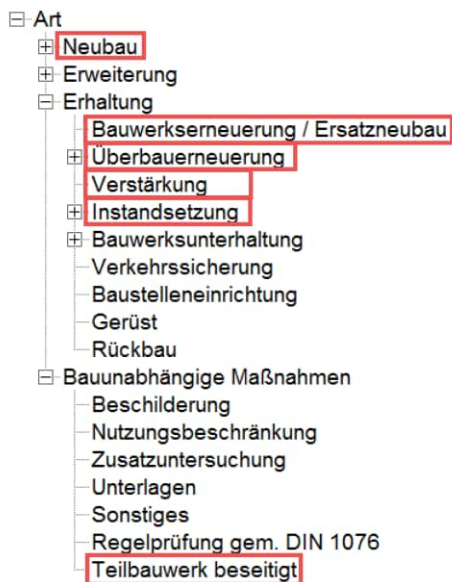 Art
Neubau
Erweiterung
Erhaltung
Bauwerkserneuerung / Ersatzneubau
Überbauerneuerung
Verstärkung
Instandsetzung
Bauwerksunterhaltung
Verkehrssicherung
Baustelleneinrichtung
Gerüst
Rückbau
Bauunabhängige Maßnahmen
Beschilderung
Nutzungsbeschränkung
Zusatzuntersuchung
Unterlagen
Sonstiges
Regelprüfung gem. DIN 1076
Teilbauwerk beseitigt